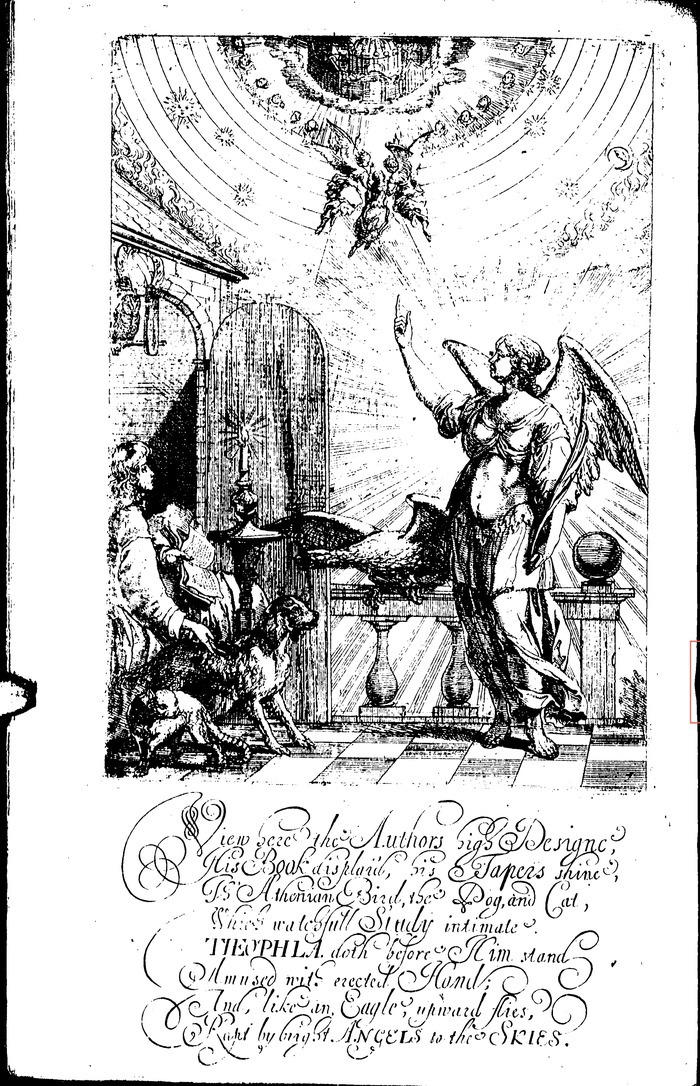 View here the Authors high Designe,
His Book displaid, his Tapers shine,
Th' Athenian Bird, the Dog, and Cat,
Which watchfull Study intimate.
THEOPHLA doth before Him stand
Amused with erected Hand;
And, like an Eagle, upward flies,
Rapt by bright ANGELS to the SKIES.